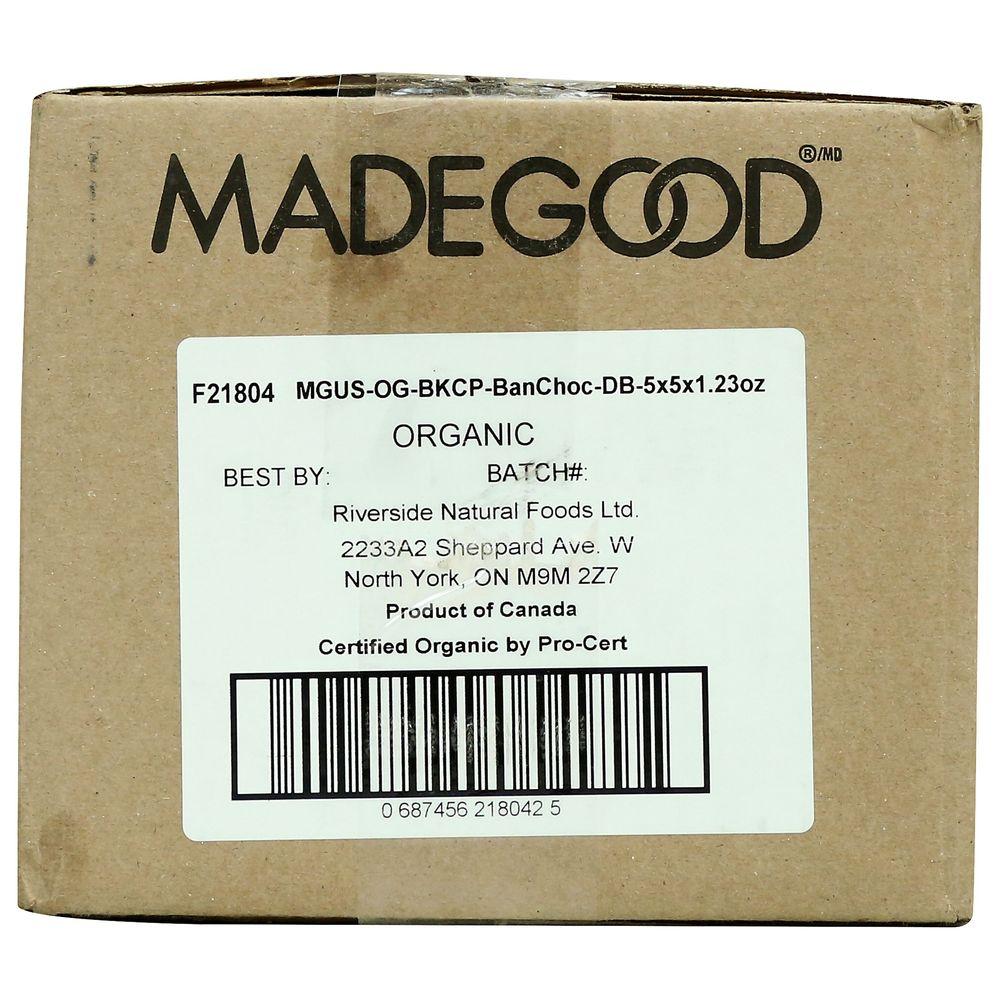 MADEGOOD®/MD
F21804 MGUS-OG-BKCP-BanChoc-DB-5x5x1.23oz
ORGANIC
BEST BY: BATCH#:
Riverside Natural Foods Ltd.
2233A2 Sheppard Ave. W
North York, ON M9M 2Z7
Product of Canada
Certified Organic by Pro-Cert
0 687456 218042 5